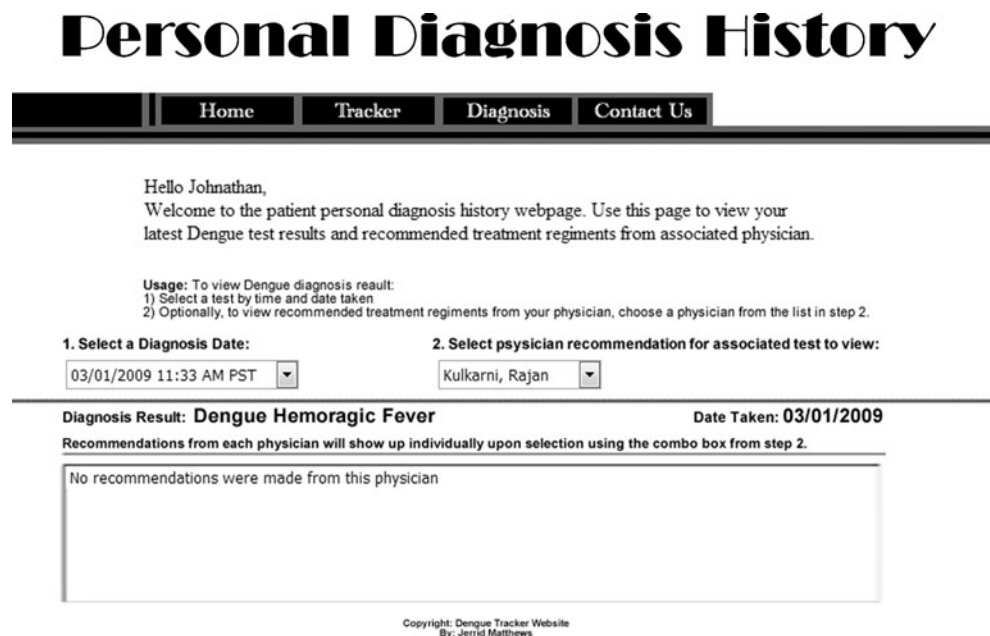 Personal Diagnosis History
Home Tracker Diagnosis Contact Us
Hello Johnathan,
Welcome to the patient personal diagnosis history webpage. Use this page to view your
latest Dengue test results and recommended treatment regiments from associated physician.
Usage: To view Dengue diagnosis reault:
1) Select a test by time and date taken
2) Optionally, to view recommended treatment regiments from your physician, choose a physician from the list in step 2.
1. Select a Diagnosis Date: 2. Select psysician recommendation for associated test to view:
03/01/2009 11:33 AM PST Kulkarni, Rajan
Diagnosis Result: Dengue Hemoragic Fever Date Taken: 03/01/2009
Recommendations from each physician will show up individually upon selection using the combo box from step 2.
No recommendations were made from this physician
Copyright: Dengue Tracker Website
By: Jerrid Matthews